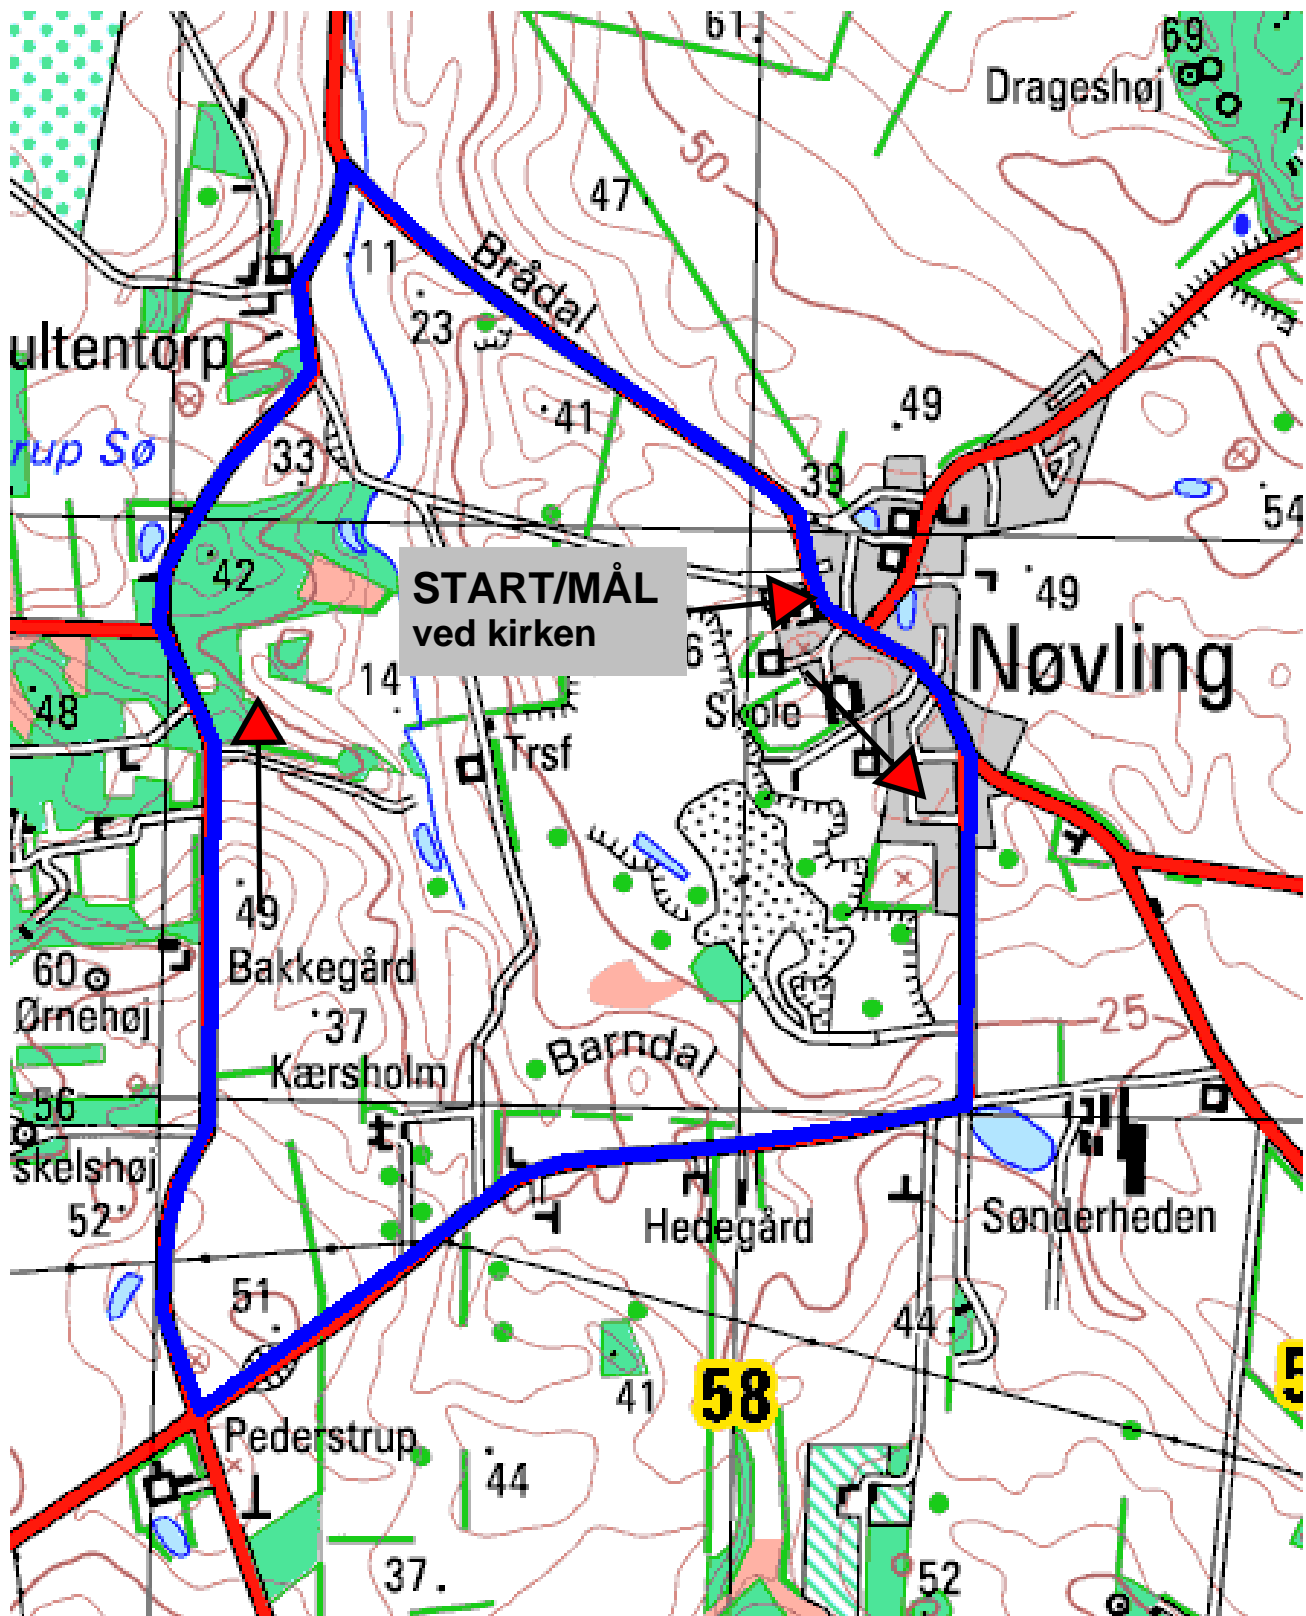 61.
69
Drageshøj
50
47.
Brådal
11
23
ultentorp
41
49
rup Sø
33
39
54
42
START/MÅL
ved kirken
49
6
Nøvling
14
48
Skole
Trsf
49
60
Bakkegård
Ørnehøj
37
25
Barndal
Kærsholm
56
skelshøj
52
Hedegård
Sønderheden
51
44.
58
41
5
Pederstrup
44
37.
52